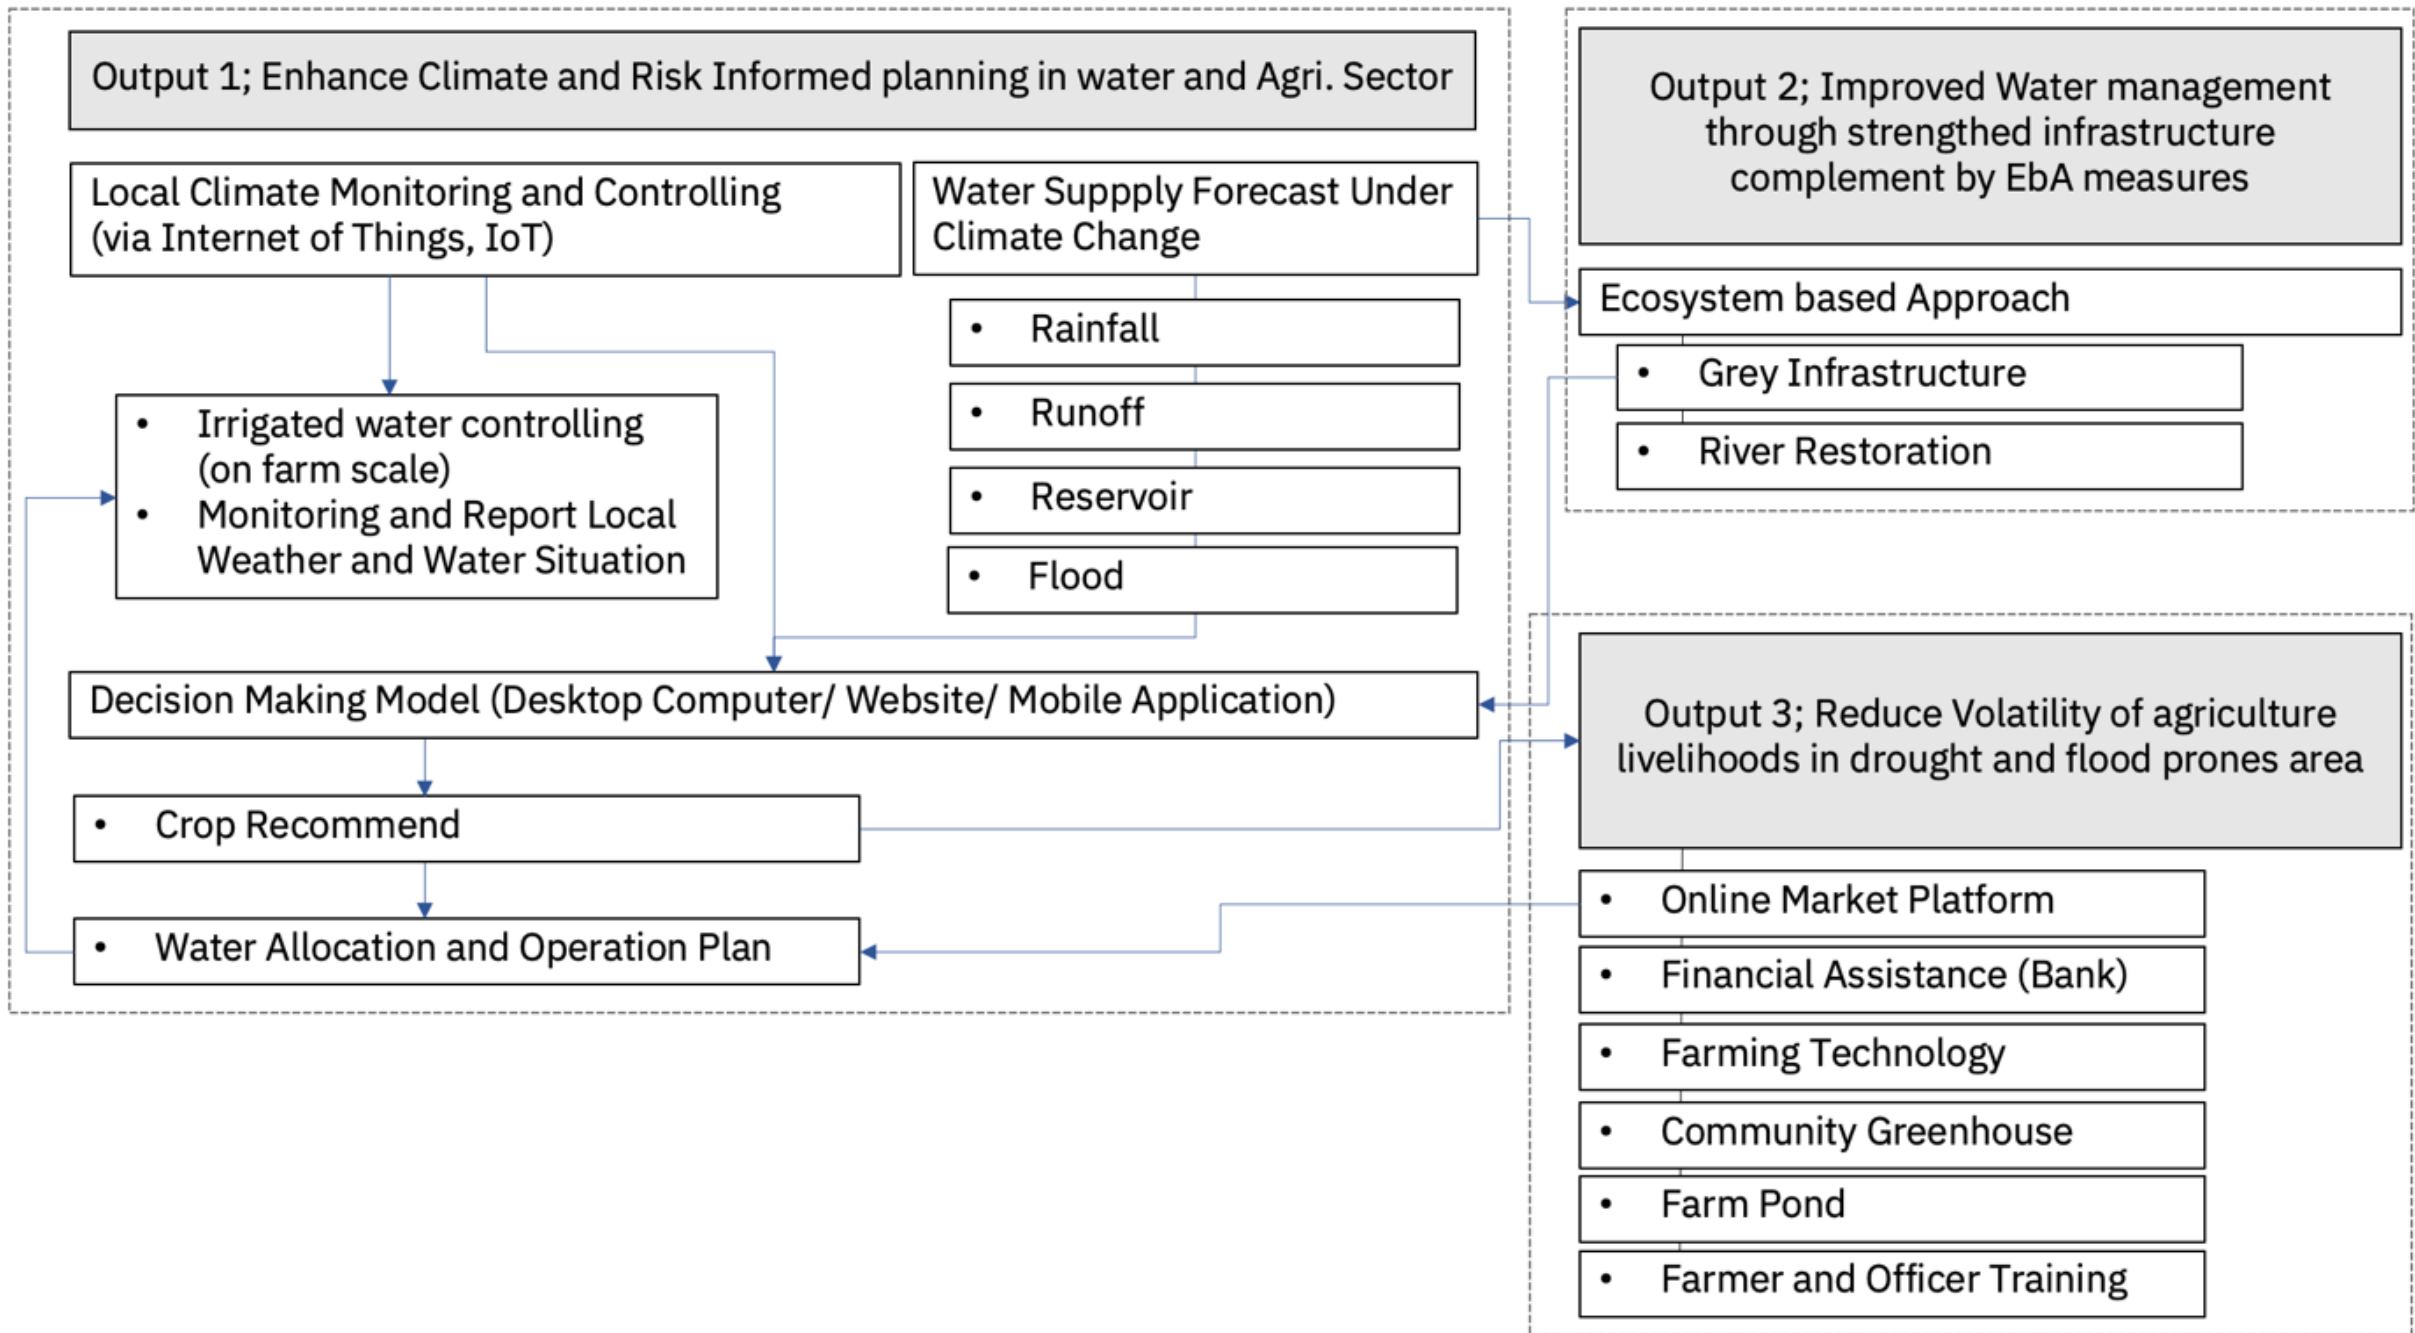 Output 1; Enhance Climate and Risk Informed planning in water and Agri. Sector
Local Climate Monitoring and Controlling
(via Internet of Things, IoT)
Water Suppply Forecast Under
Climate Change
• Rainfall
• Runoff
• Reservoir
• Flood
• Irrigated water controlling
(on farm scale)
• Monitoring and Report Local
Weather and Water Situation
Decision Making Model (Desktop Computer/ Website/ Mobile Application)
• Crop Recommend
• Water Allocation and Operation Plan
Output 2; Improved Water management
through strengthed infrastructure
complement by EbA measures
Ecosystem based Approach
• Grey Infrastructure
• River Restoration
Output 3; Reduce Volatility of agriculture
livelihoods in drought and flood prones area
• Online Market Platform
• Financial Assistance (Bank)
• Farming Technology
• Community Greenhouse
• Farm Pond
• Farmer and Officer Training